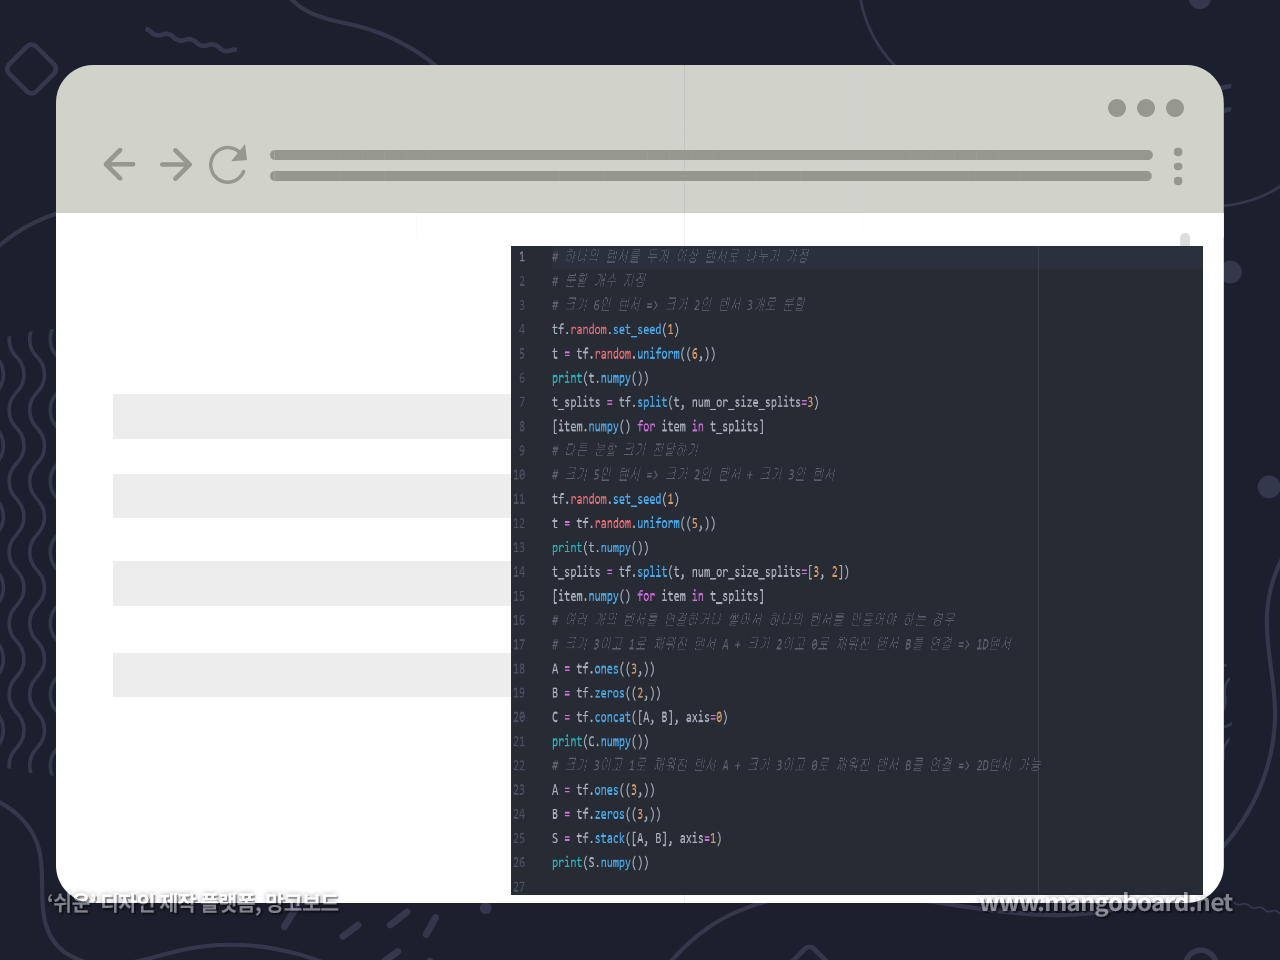 1 # 하나의 텐서를 두개 이상 텐서로 나누기 가정
2 # 분할 개수 지정
3 # 크기 6인 텐서 => 크기 2인 텐서 3개로 분할
4 tf.random.set_seed(1)
5 t = tf.random.uniform((6,))
6 print(t.numpy())
7 t_splits = tf.split(t, num_or_size_splits=3)
8 [item.numpy() for item in t_splits]
9 # 다른 분할 크기 전달하기
10 # 크기 5인 텐서 => 크기 2인 텐서 + 크기 3인 텐서
11 tf.random.set_seed(1)
12 t = tf.random.uniform((5,))
13 print(t.numpy())
14 t_splits = tf.split(t, num_or_size_splits=[3, 2])
15 [item.numpy() for item in t_splits]
16 # 여러 개의 텐서를 연결하거나 쌓아서 하나의 텐서를 만들어야 하는 경우
17 # 크기 3이고 1로 채워진 텐서 A + 크기 2이고 0로 채워진 텐서 B를 연결 => 1D텐서
18 A = tf.ones((3,))
19 B = tf.zeros((2,))
20 C = tf.concat([A, B], axis=0)
21 print(C.numpy())
22 # 크기 3이고 1로 채워진 텐서 A + 크기 3이고 0로 채워진 텐서 B를 연결 => 2D텐서 가능
23 A = tf.ones((3,))
24 B = tf.zeros((3,))
25 S = tf.stack([A, B], axis=1)
26 print(S.numpy())
27
‘쉬운’ 디자인 제작 플랫폼, 망고보드
www.mangoboard.net